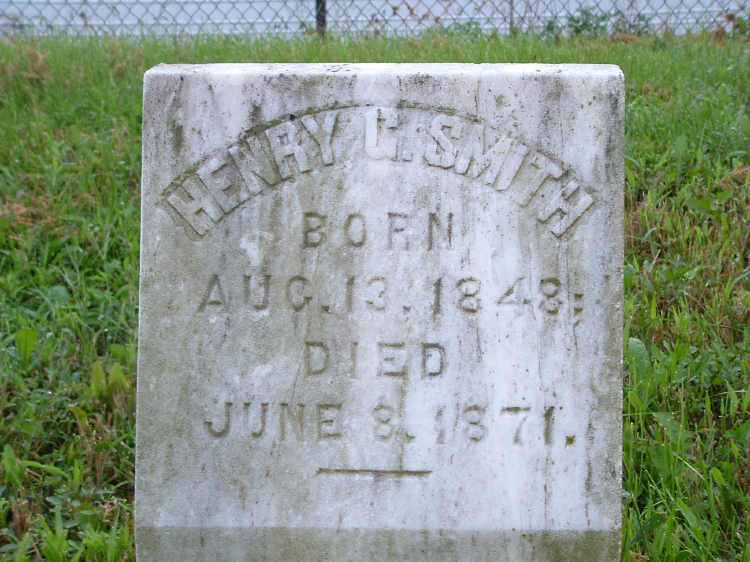 HENRY G. SMITH
BORN
AUG. 13, 1848;
DIED
JUNE 8, 1871.